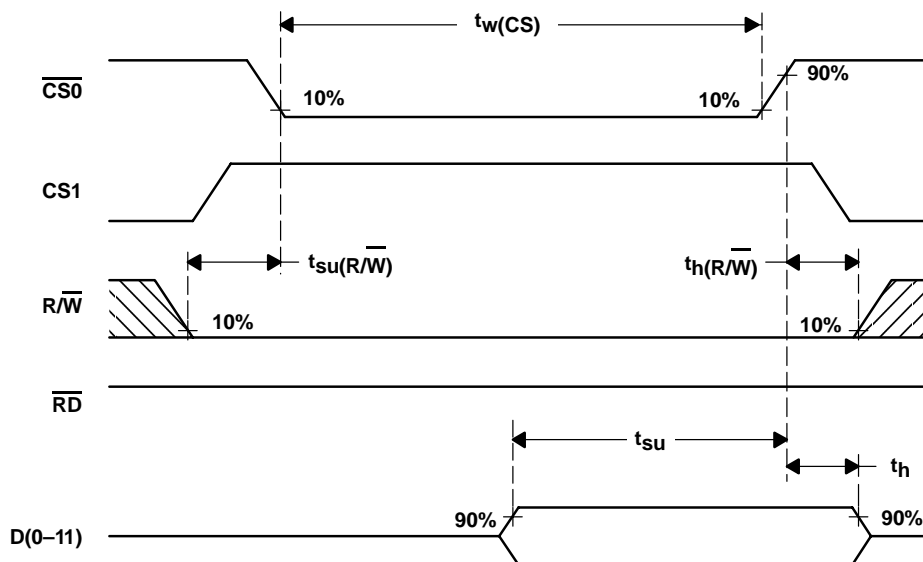 tw(CS)
CS0
10%
10%
90%
CS1
tsu(R/W)
th(R/W)
R/W
10%
10%
RD
tsu
th
90%
90%
D(0–11)